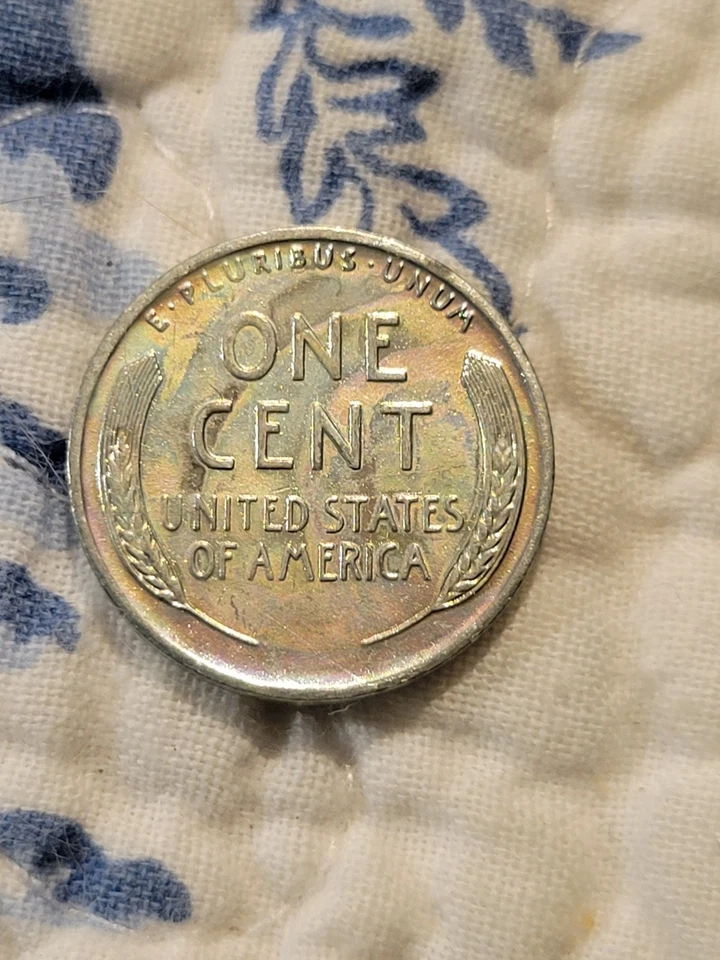 E·PLURIBUS·UNUM
ONE
CENT
UNITED STATES
OF AMERICA